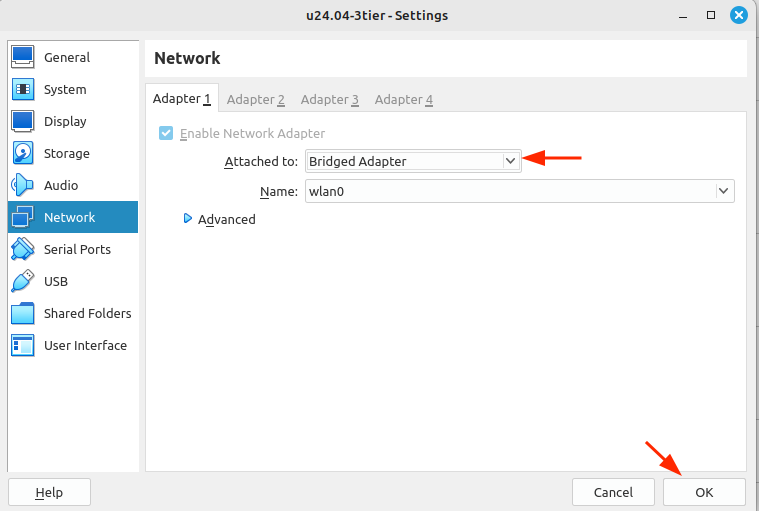 u24.04-3tier - Settings
General
System
Display
Storage
Audio
Network
Serial Ports
USB
Shared Folders
User Interface
Network
Adapter 1 Adapter 2 Adapter 3 Adapter 4
Enable Network Adapter
Attached to: Bridged Adapter
Name: wlan0
Advanced
Help Cancel OK